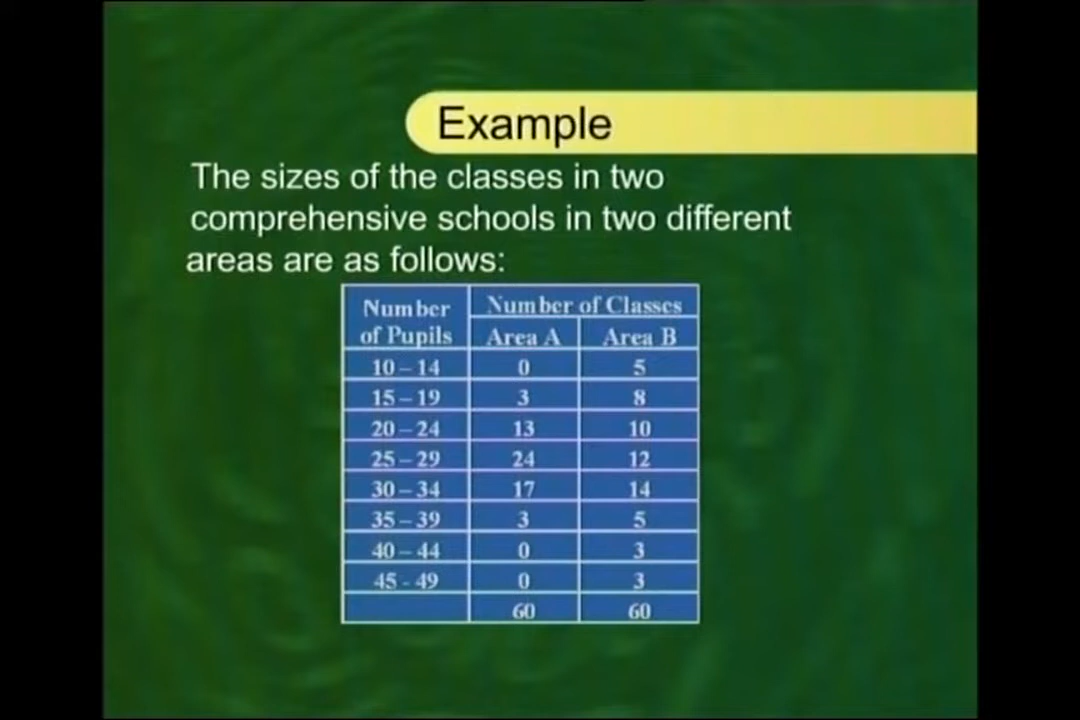 Example
The sizes of the classes in two
comprehensive schools in two different
areas are as follows:
Number of Pupils Number of Classes
Area A Area B
10 – 14 0 5
15 – 19 3 8
20 – 24 13 10
25 – 29 24 12
30 – 34 17 14
35 – 39 3 5
40 – 44 0 3
45 - 49 0 3
60 60